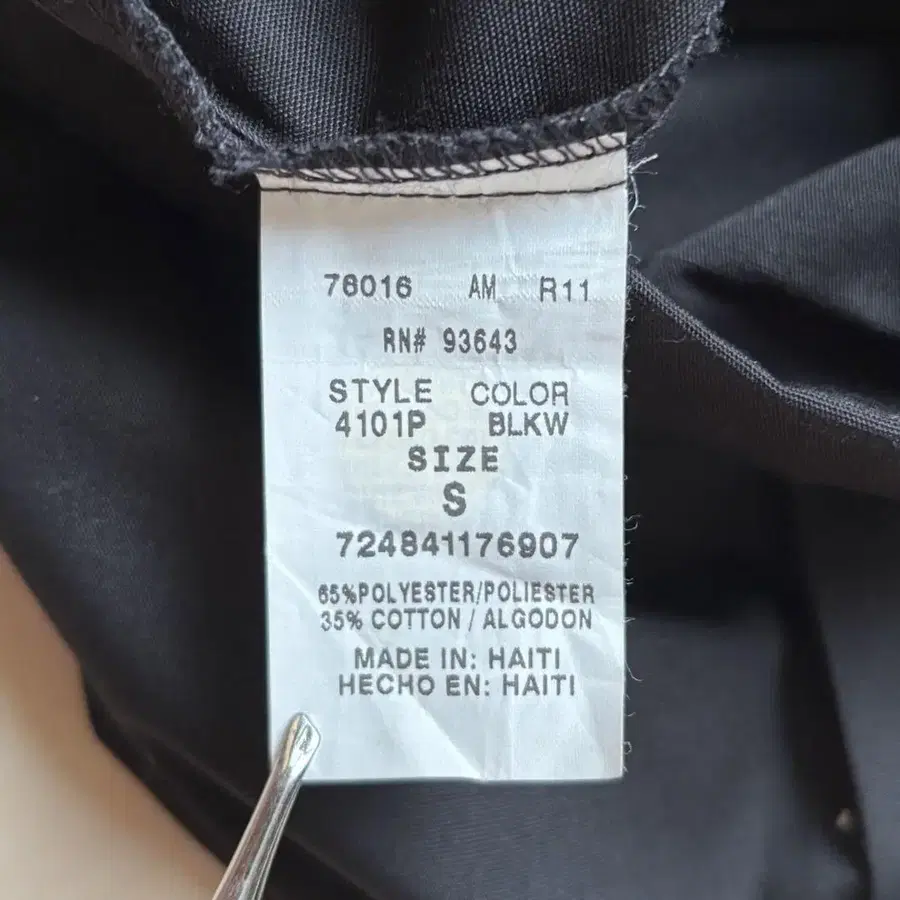 78016 AM R11
RN# 93643
STYLE COLOR
4101P BLKW
SIZE
S
724841176907
65%POLYESTER/POLIESTER
35% COTTON / ALGODON
MADE IN: HAITI
HECHO EN: HAITI